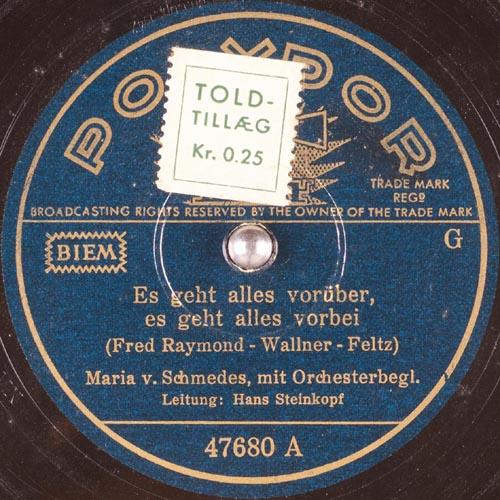 POLYPHOR
TOLD-
TILLÆG
Kr. 0.25
TRADE MARK
REGD
BROADCASTING RIGHTS RESERVED BY THE OWNER OF THE TRADE MARK
BIEM
G
Es geht alles vorüber,
es geht alles vorbei
(Fred Raymond - Wallner - Feltz)
Maria v. Schmedes, mit Orchesterbegl.
Leitung: Hans Steinkopf
47680 A